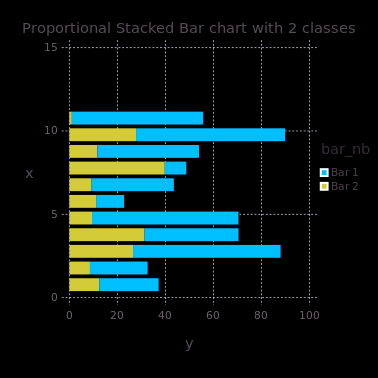 Proportional Stacked Bar chart with 2 classes
15
10
5
0
x
bar_nb
Bar 1
Bar 2
0 20 40 60 80 100
y